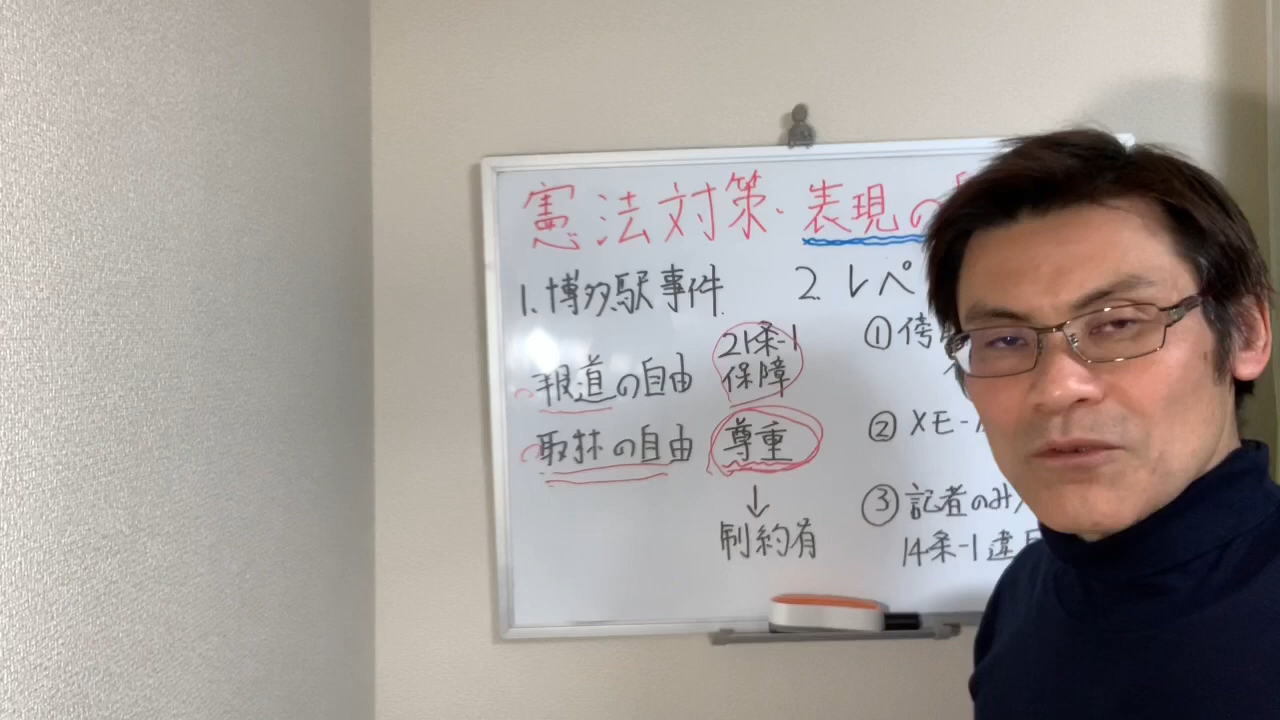 憲法対策・表現の
1. 博多駅事件
報道の自由 21条-1 保障
取材の自由 尊重
↓
制約有
2. レペ
① 傍
② メモ
③ 記者のみ
14条-1 違